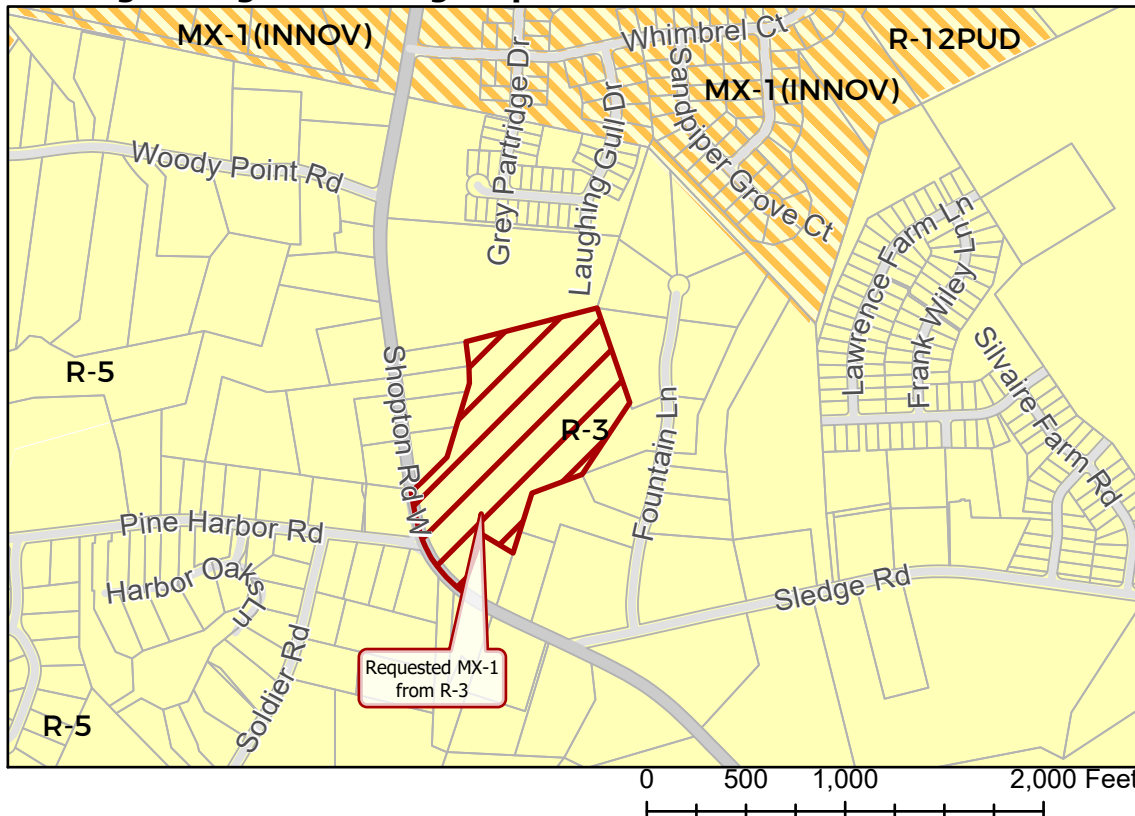 MX-1(INNOV)
Whimbrel Ct
R-12PUD
Grey Partridge Dr
Laughing Gull Dr
Sandpiper Grove Ct
MX-1(INNOV)
Woody Point Rd
Lawrence Farm Ln
Frank Wiley Ln
Silvaire Farm Rd
R-5
Shopton Rd W
R-3
Fountain Ln
Pine Harbor Rd
Harbor Oaks Ln
Soldier Rd
Sledge Rd
Requested MX-1
from R-3
R-5
0 500 1,000 2,000 Feet